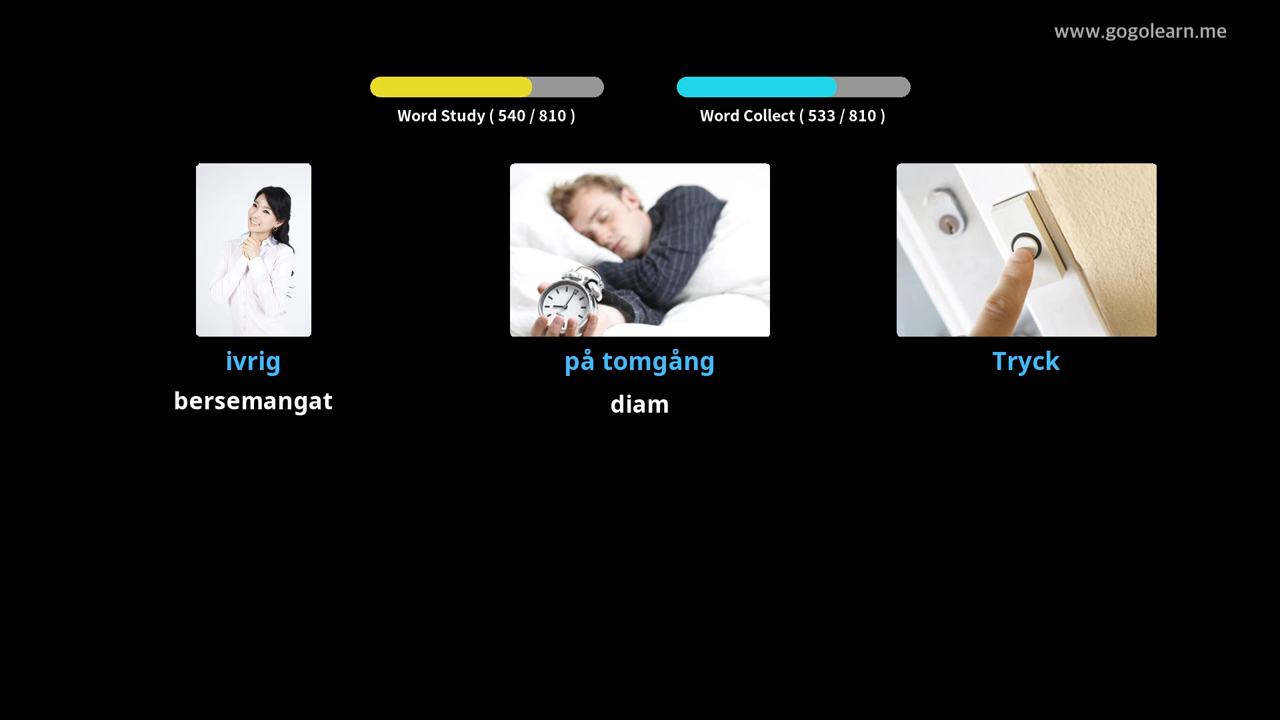 www.gogolearn.me
Word Study ( 540 / 810 )
Word Collect ( 533 / 810 )
ivrig
på tomgång
Tryck
bersemangat
diam